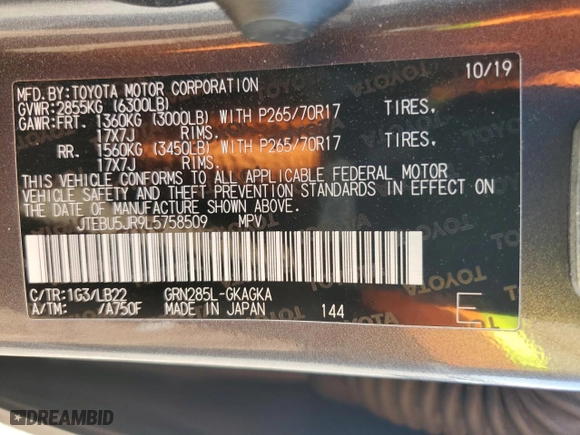 10/19
MFD.BY:TOYOTA MOTOR CORPORATION
GVWR:2855KG (6300LB)
GAWR:FRT. 1360KG (3000LB) WITH P265/70R17 TIRES,
17X7J RIMS.
RR. 1560KG (3450LB) WITH P265/70R17 TIRES,
17X7J RIMS.
THIS VEHICLE CONFORMS TO ALL APPLICABLE FEDERAL MOTOR
VEHICLE SAFETY AND THEFT PREVENTION STANDARDS IN EFFECT ON
THE DATE OF MANUFACTURE SHOWN ABOVE.
JTEBU5JR9L5758509 MPV
C/TR:1G3/LB22 GRN285L-GKAGKA
A/TM: /A750F MADE IN JAPAN 144
DREAMBID